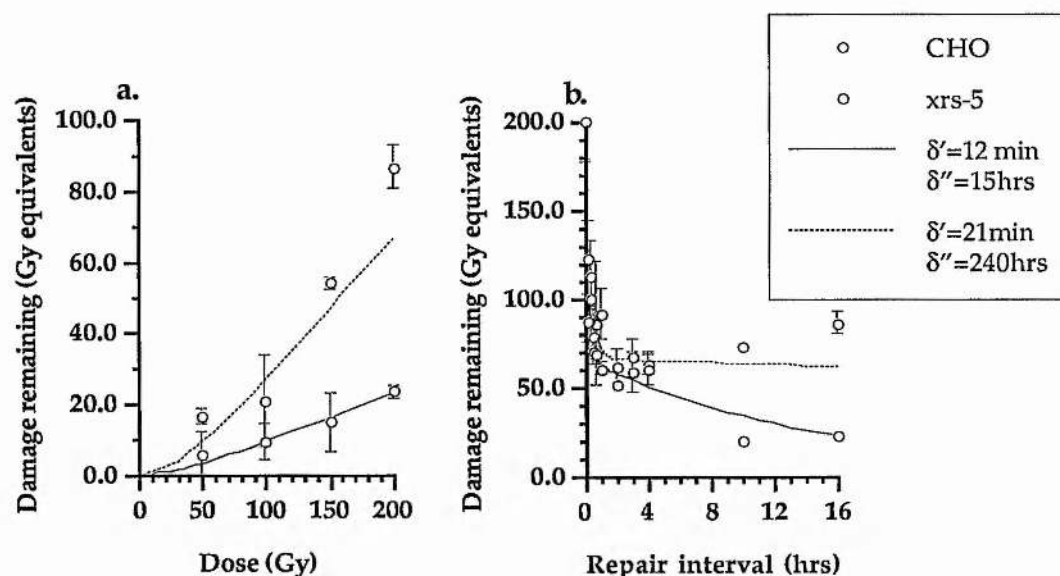 a.
Damage remaining (Gy equivalents)
100.0
80.0
60.0
40.0
20.0
0.0
0
50
100
150
200
Dose (Gy)
b.
Damage remaining (Gy equivalents)
200.0
150.0
100.0
50.0
0.0
0
4
8
12
16
Repair interval (hrs)
CHO
xrs-5
δ'=12 min
δ''=15hrs
δ'=21min
δ''=240hrs